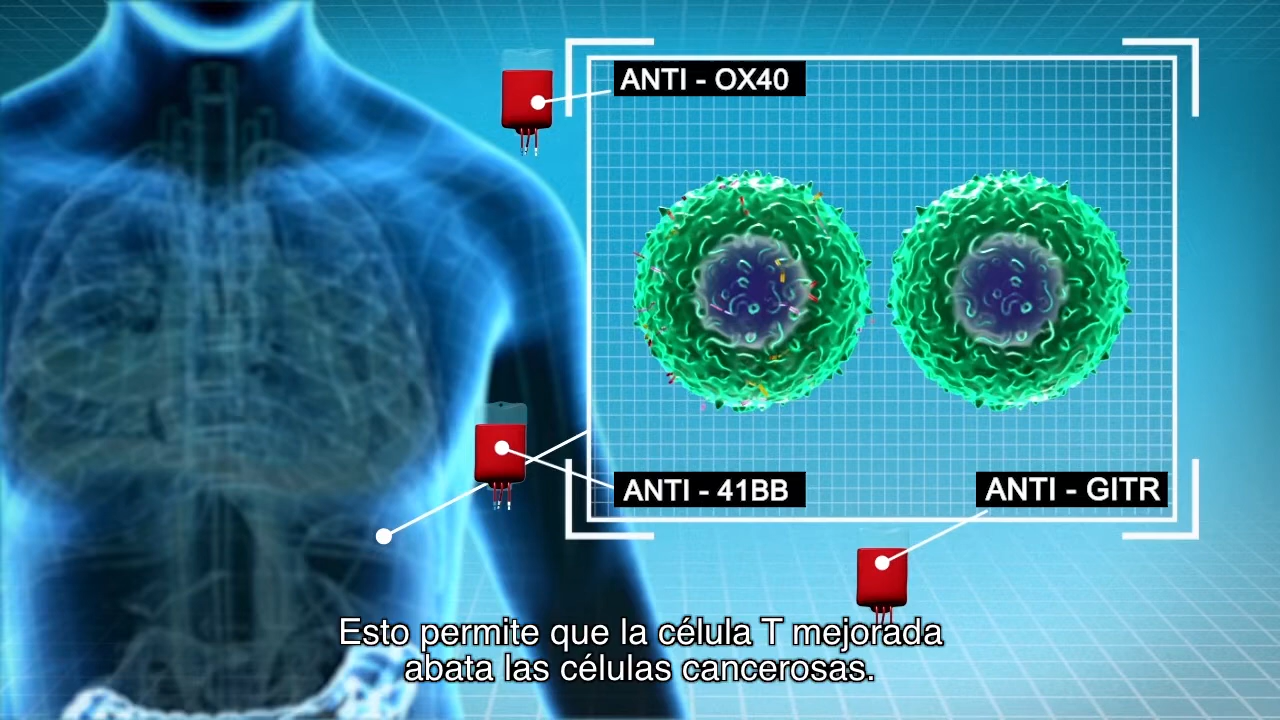 ANTI - OX40
ANTI - 41BB
ANTI - GITR
Esto permite que la célula T mejorada
abata las células cancerosas.